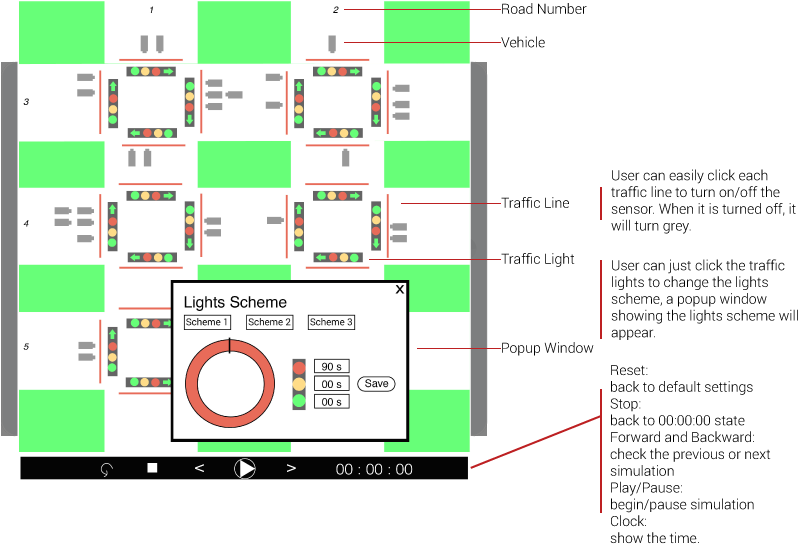 1
2
Road Number
Vehicle
3
User can easily click each
traffic line to turn on/off the
sensor. When it is turned off, it
will turn grey.
Traffic Line
4
Traffic Light
User can just click the traffic
lights to change the lights
scheme, a popup window
showing the lights scheme will
appear.
X
Lights Scheme
Scheme 1
Scheme 2
Scheme 3
5
Popup Window
90 s
00 s
Save
00 s
Reset:
back to default settings
Stop:
back to 00:00:00 state
Forward and Backward:
check the previous or next
simulation
Play/Pause:
begin/pause simulation
Clock:
show the time.
< > 00 : 00 : 00